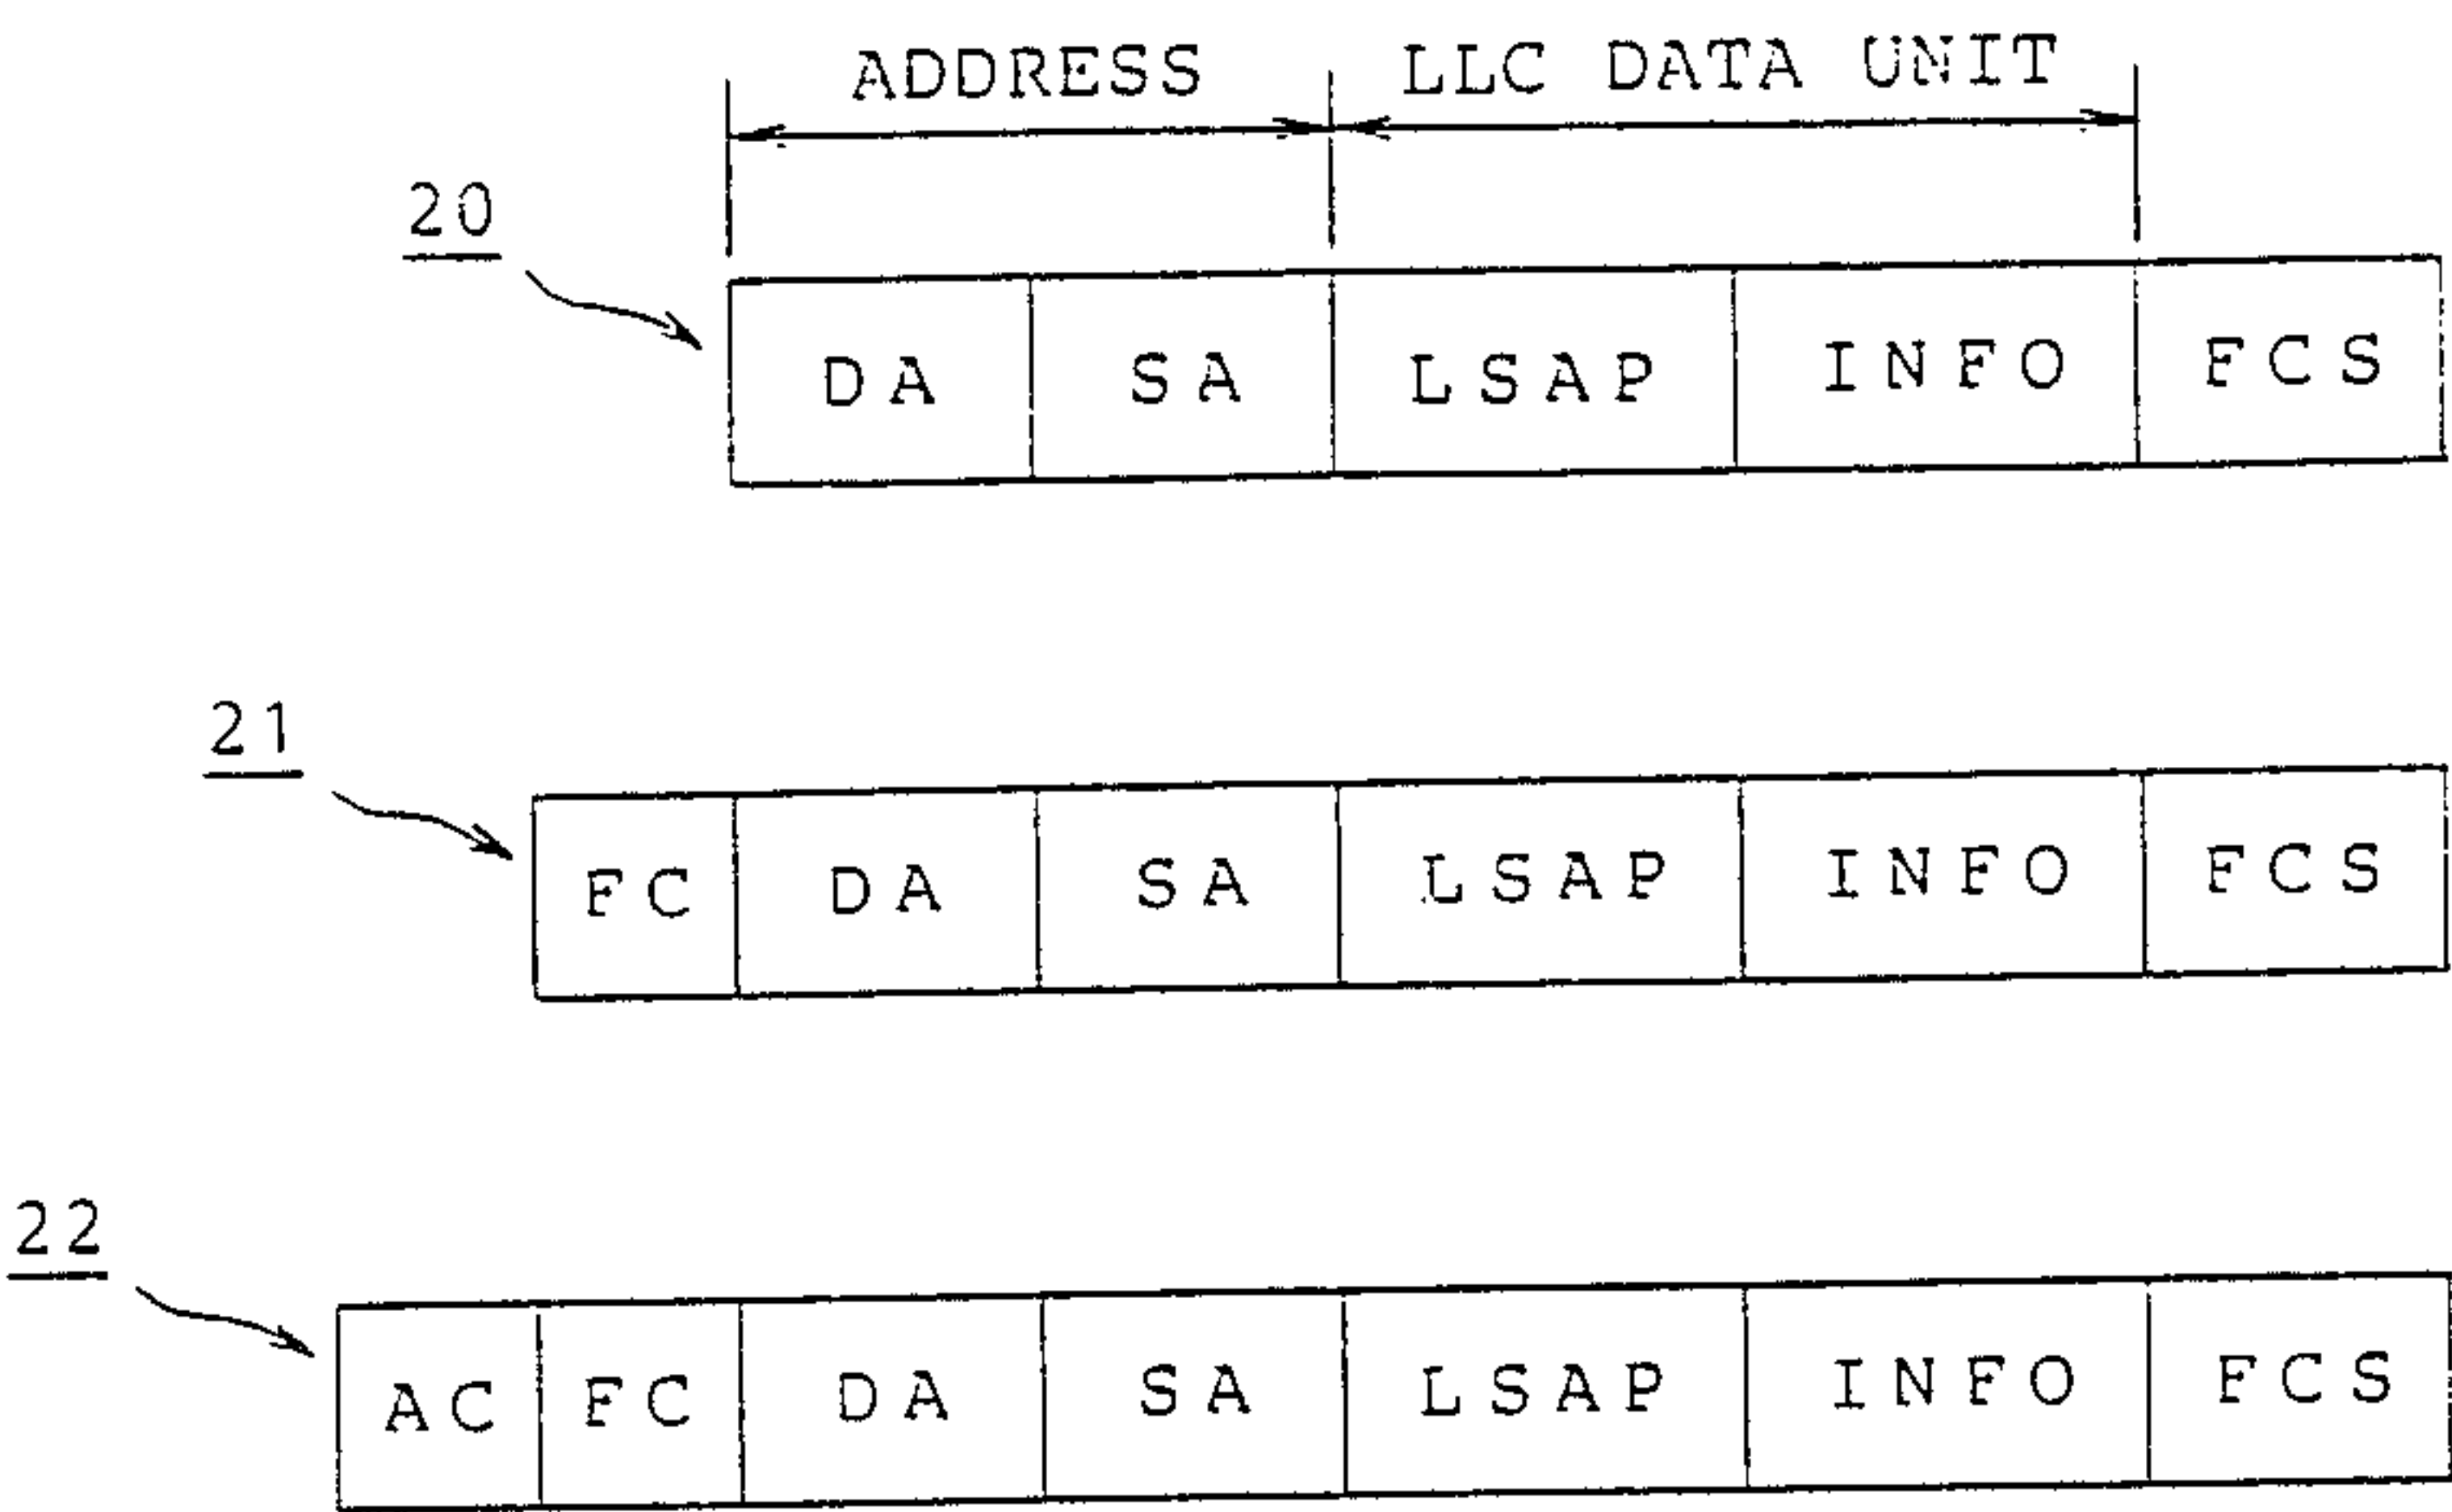 ADDRESS LLC DATA UNIT
20
DA SA LSAP INFO FCS
21
FC DA SA LSAP INFO FCS
22
AC FC DA SA LSAP INFO FCS